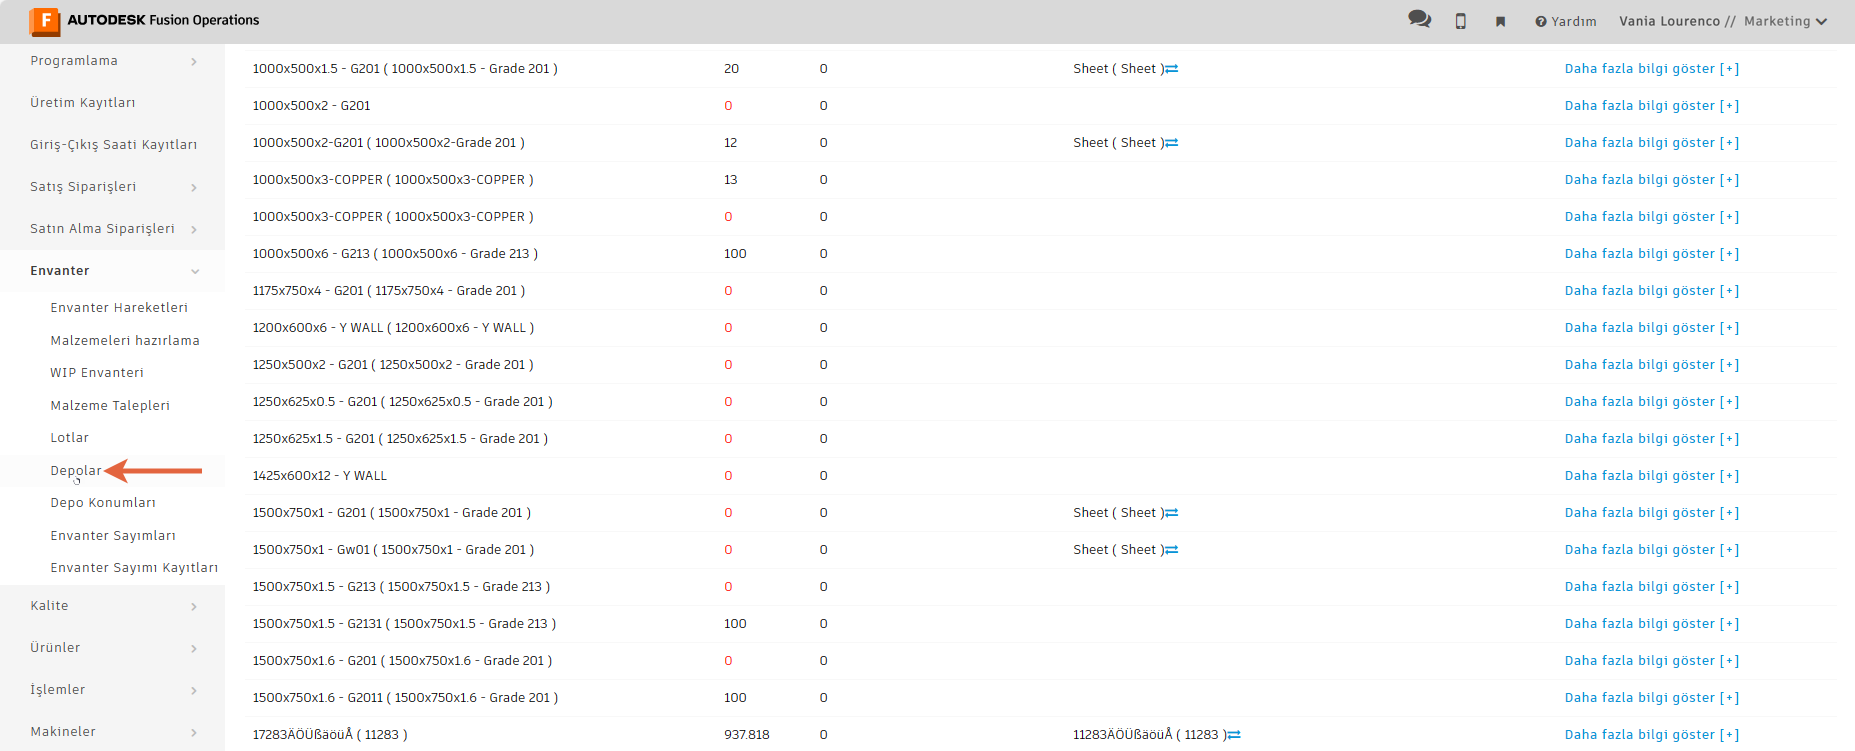 F AUTODESK Fusion Operations
Yardım Vania Lourenco // Marketing
Programlama
Üretim Kayıtları
Giriş-Çıkış Saati Kayıtları
Satış Siparişleri
Satın Alma Siparişleri
Envanter
Envanter Hareketleri
Malzemeleri hazırlama
WIP Envanteri
Malzeme Talepleri
Lotlar
Depolar
Depo Konumları
Envanter Sayımları
Envanter Sayımı Kayıtları
Kalite
Ürünler
İşlemler
Makineler
1000x500x1.5 - G201 ( 1000x500x1.5 - Grade 201 ) 20 0 Sheet ( Sheet ) Daha fazla bilgi göster [+]
1000x500x2 - G201 0 0 Daha fazla bilgi göster [+]
1000x500x2-G201 ( 1000x500x2-Grade 201 ) 12 0 Sheet ( Sheet ) Daha fazla bilgi göster [+]
1000x500x3-COPPER ( 1000x500x3-COPPER ) 13 0 Daha fazla bilgi göster [+]
1000x500x3-COPPER ( 1000x500x3-COPPER ) 0 0 Daha fazla bilgi göster [+]
1000x500x6 - G213 ( 1000x500x6 - Grade 213 ) 100 0 Daha fazla bilgi göster [+]
1175x750x4 - G201 ( 1175x750x4 - Grade 201 ) 0 0 Daha fazla bilgi göster [+]
1200x600x6 - Y WALL ( 1200x600x6 - Y WALL ) 0 0 Daha fazla bilgi göster [+]
1250x500x2 - G201 ( 1250x500x2 - Grade 201 ) 0 0 Daha fazla bilgi göster [+]
1250x625x0.5 - G201 ( 1250x625x0.5 - Grade 201 ) 0 0 Daha fazla bilgi göster [+]
1250x625x1.5 - G201 ( 1250x625x1.5 - Grade 201 ) 0 0 Daha fazla bilgi göster [+]
1425x600x12 - Y WALL 0 0 Daha fazla bilgi göster [+]
1500x750x1 - G201 ( 1500x750x1 - Grade 201 ) 0 0 Sheet ( Sheet ) Daha fazla bilgi göster [+]
1500x750x1 - Gw01 ( 1500x750x1 - Grade 201 ) 0 0 Sheet ( Sheet ) Daha fazla bilgi göster [+]
1500x750x1.5 - G213 ( 1500x750x1.5 - Grade 213 ) 0 0 Daha fazla bilgi göster [+]
1500x750x1.5 - G2131 ( 1500x750x1.5 - Grade 213 ) 100 0 Daha fazla bilgi göster [+]
1500x750x1.6 - G201 ( 1500x750x1.6 - Grade 201 ) 0 0 Daha fazla bilgi göster [+]
1500x750x1.6 - G2011 ( 1500x750x1.6 - Grade 201 ) 100 0 Daha fazla bilgi göster [+]
17283ÄÖÜßäöüÅ ( 11283 ) 937.818 0 11283ÄÖÜßäöüÅ ( 11283 ) Daha fazla bilgi göster [+]